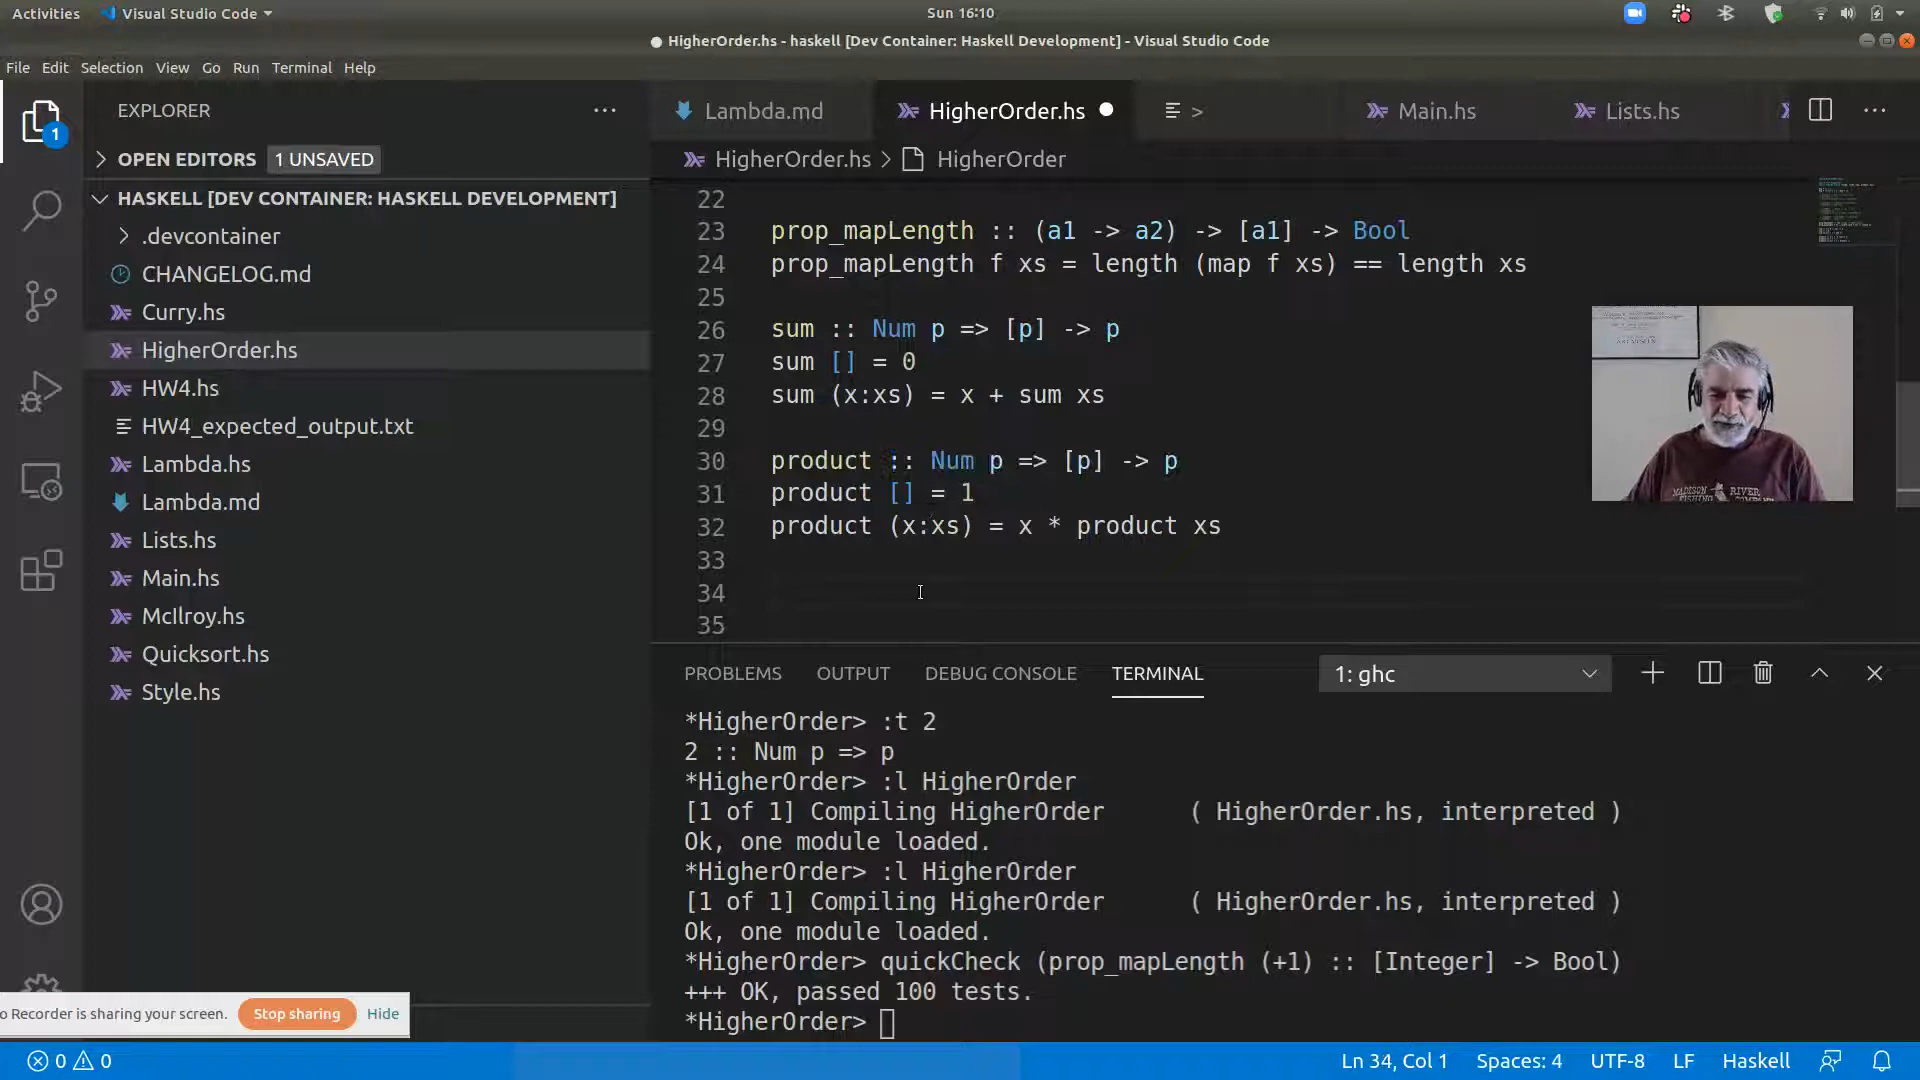 Activities Visual Studio Code Sun 16:10
HigherOrder.hs - haskell [Dev Container: Haskell Development] - Visual Studio Code
File Edit Selection View Go Run Terminal Help
EXPLORER
OPEN EDITORS 1 UNSAVED
HASKELL [DEV CONTAINER: HASKELL DEVELOPMENT]
.devcontainer
CHANGELOG.md
Curry.hs
HigherOrder.hs
HW4.hs
HW4_expected_output.txt
Lambda.hs
Lambda.md
Lists.hs
Main.hs
McIlroy.hs
Quicksort.hs
Style.hs
1
Lambda.md HigherOrder.hs > Main.hs Lists.hs
HigherOrder.hs > HigherOrder
22
23 prop_mapLength :: (a1 -> a2) -> [a1] -> Bool
24 prop_mapLength f xs = length (map f xs) == length xs
25
26 sum :: Num p => [p] -> p
27 sum [] = 0
28 sum (x:xs) = x + sum xs
29
30 product :: Num p => [p] -> p
31 product [] = 1
32 product (x:xs) = x * product xs
33
34
35
MADISON RIVER
FISHING COMPANY
PROBLEMS OUTPUT DEBUG CONSOLE TERMINAL 1: ghc
*HigherOrder> :t 2
2 :: Num p => p
*HigherOrder> :l HigherOrder
[1 of 1] Compiling HigherOrder ( HigherOrder.hs, interpreted )
Ok, one module loaded.
*HigherOrder> :l HigherOrder
[1 of 1] Compiling HigherOrder ( HigherOrder.hs, interpreted )
Ok, one module loaded.
*HigherOrder> quickCheck (prop_mapLength (+1) :: [Integer] -> Bool)
+++ OK, passed 100 tests.
*HigherOrder>
o Recorder is sharing your screen. Stop sharing Hide
0 0 Ln 34, Col 1 Spaces: 4 UTF-8 LF Haskell